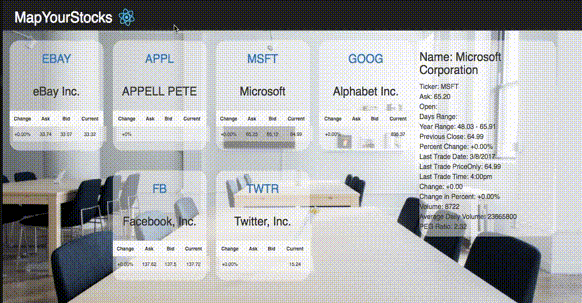 MapYourStocks
EBAY
eBay Inc.
Change Ask Bid Current
+0.00% 33.74 33.07 33.32
APPL
APPELL PETE
Change Ask Bid Current
+0%
MSFT
Microsoft
Change Ask Bid Current
+0.00% 65.20 65.12 64.99
GOOG
Alphabet Inc.
Change Ask Bid Current
+0.00% 835.37
FB
Facebook, Inc.
Change Ask Bid Current
+0.00% 137.82 137.5 137.72
TWTR
Twitter, Inc.
Change Ask Bid Current
+0.00% 15.24
Name: Microsoft
Corporation
Ticker: MSFT
Ask: 65.20
Open:
Days Range:
Year Range: 48.03 - 65.91
Previous Close: 64.99
Percent Change: +0.00%
Last Trade Date: 3/8/2017
Last Trade PriceOnly: 64.99
Last Trade Time: 4:00pm
Change: +0.00
Change in Percent: +0.00%
Volume: 8722
Average Daily Volume: 23865800
PEG Ratio: 2.32